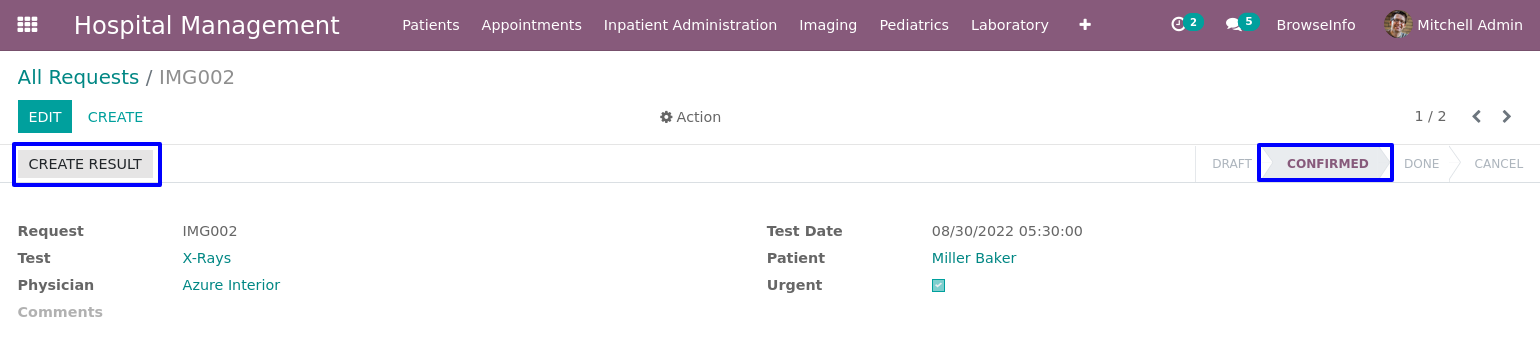 Hospital Management Patients Appointments Inpatient Administration Imaging Pediatrics Laboratory + 2 5 BrowseInfo Mitchell Admin
All Requests / IMG002
EDIT CREATE Action 1 / 2
CREATE RESULT DRAFT CONFIRMED DONE CANCEL
Request IMG002 Test Date 08/30/2022 05:30:00
Test X-Rays Patient Miller Baker
Physician Azure Interior Urgent
Comments